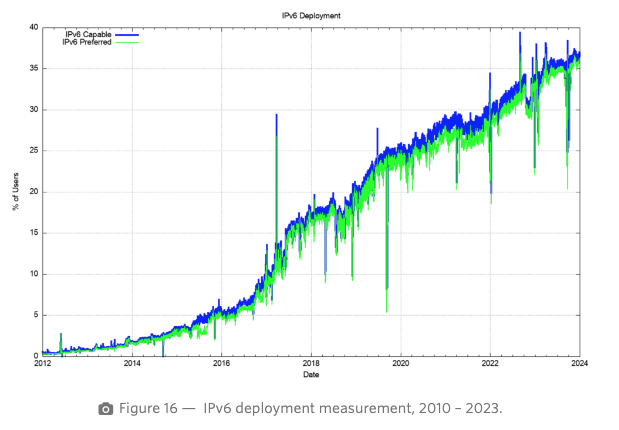 IPv6 Deployment
IPv6 Capable
IPv6 Preferred
40
35
30
25
20
15
10
5
0
% of Users
2012
2014
2016
2018
2020
2022
2024
Date
Figure 16 — IPv6 deployment measurement, 2010 – 2023.